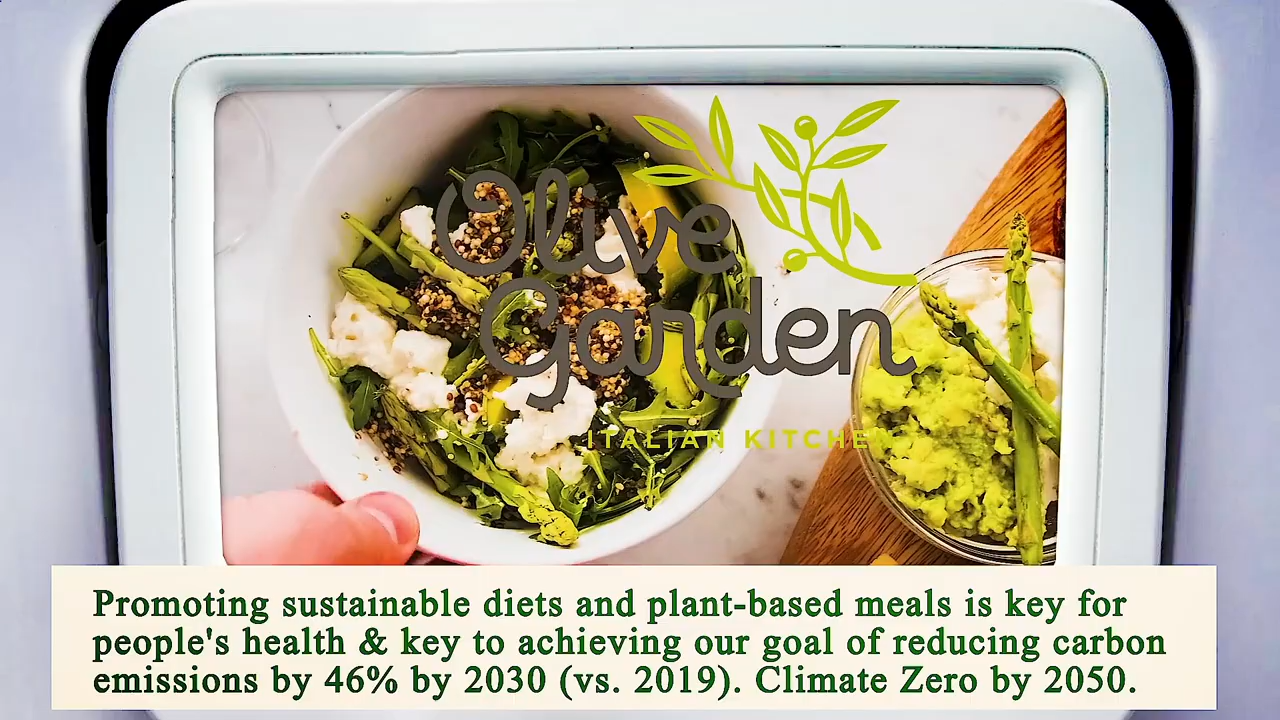 Olive
Garden
ITALIAN KITCHEN
Promoting sustainable diets and plant-based meals is key for
people's health & key to achieving our goal of reducing carbon
emissions by 46% by 2030 (vs. 2019). Climate Zero by 2050.